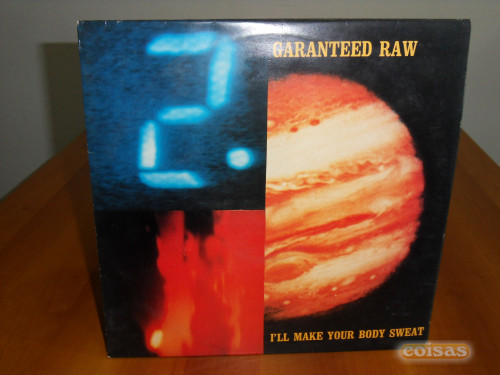 2.
GARANTEED RAW
I'LL MAKE YOUR BODY SWEAT
coisas